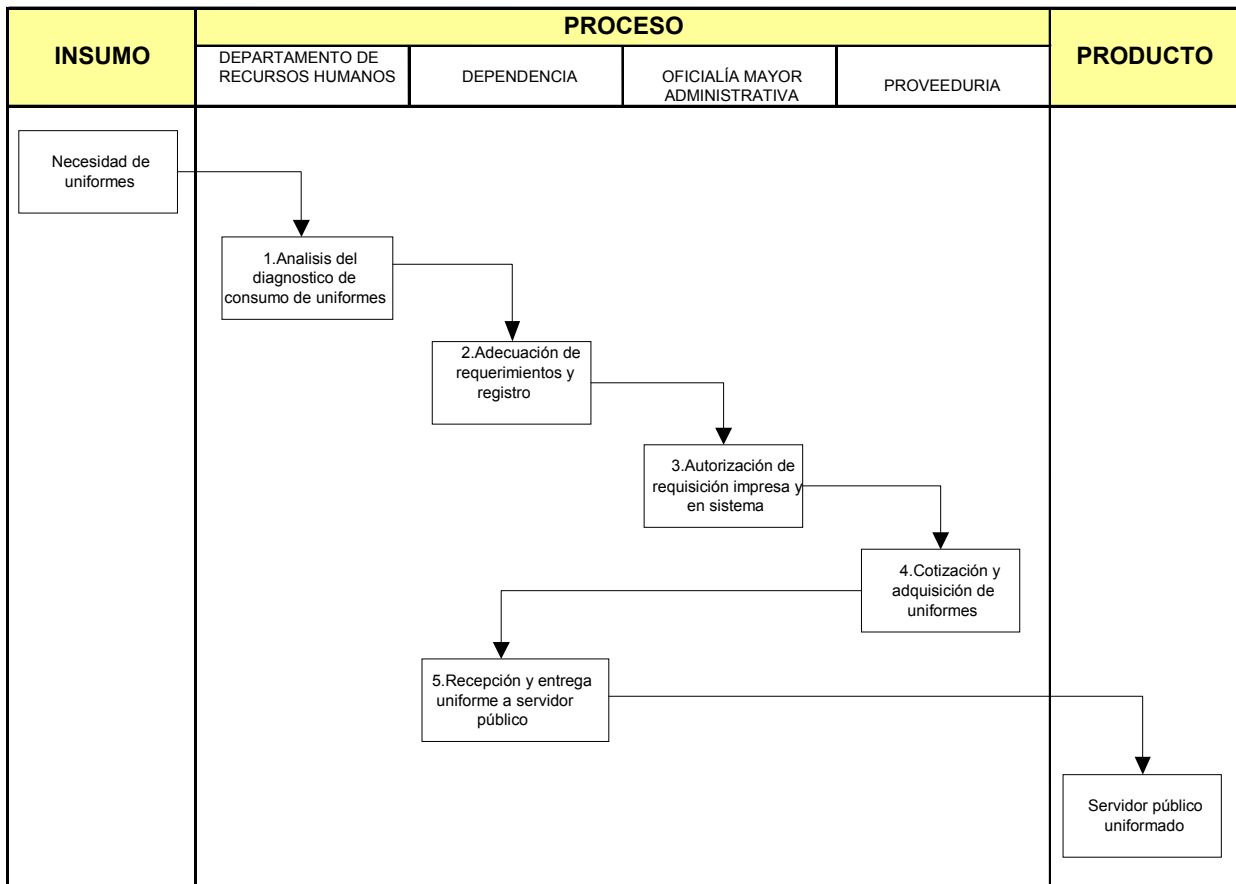 INSUMO
PROCESO
PRODUCTO
DEPARTAMENTO DE
RECURSOS HUMANOS
DEPENDENCIA
OFICIALÍA MAYOR
ADMINISTRATIVA
PROVEEDURIA
Necesidad de
uniformes
1.Analisis del
diagnostico de
consumo de uniformes
2.Adecuación de
requerimientos y
registro
3.Autorización de
requisición impresa y
en sistema
4.Cotización y
adquisición de
uniformes
5.Recepción y entrega
uniforme a servidor
público
Servidor público
uniformado